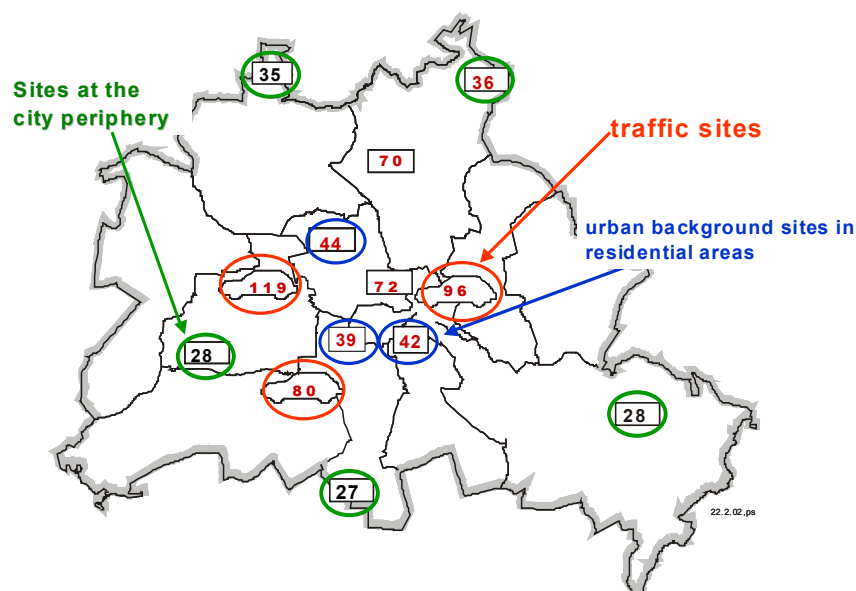 35
36
Sites at the
city periphery
traffic sites
70
urban background sites in
residential areas
44
119
72
96
39
42
28
80
28
27
22.2.02,ps